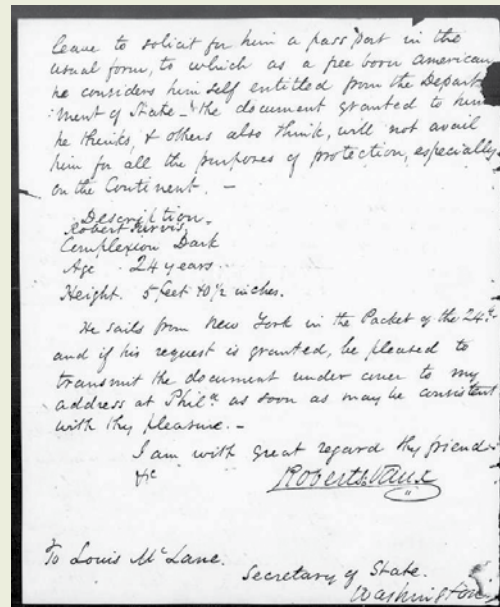 leave to solicit for him a passport in the
usual form, to which as a free born American
he considers himself entitled from the Depart
:ment of State – the document granted to him
he thinks, & others also think, will not avail
him for all the purposes of protection, especially
on the Continent. –
Description.
Robert Purvis,
Complexion Dark
Age 24 years.
Height. 5 feet 10½ inches.
He sails from New York in the Packet of the 24th.
and if his request is granted, be pleased to
transmit the document under cover to my
address at Phila as soon as may be consistent
with thy pleasure. –
I am with great regard thy friend
&c
Roberts Vaux
To Louis McLane.
Secretary of State.
Washington